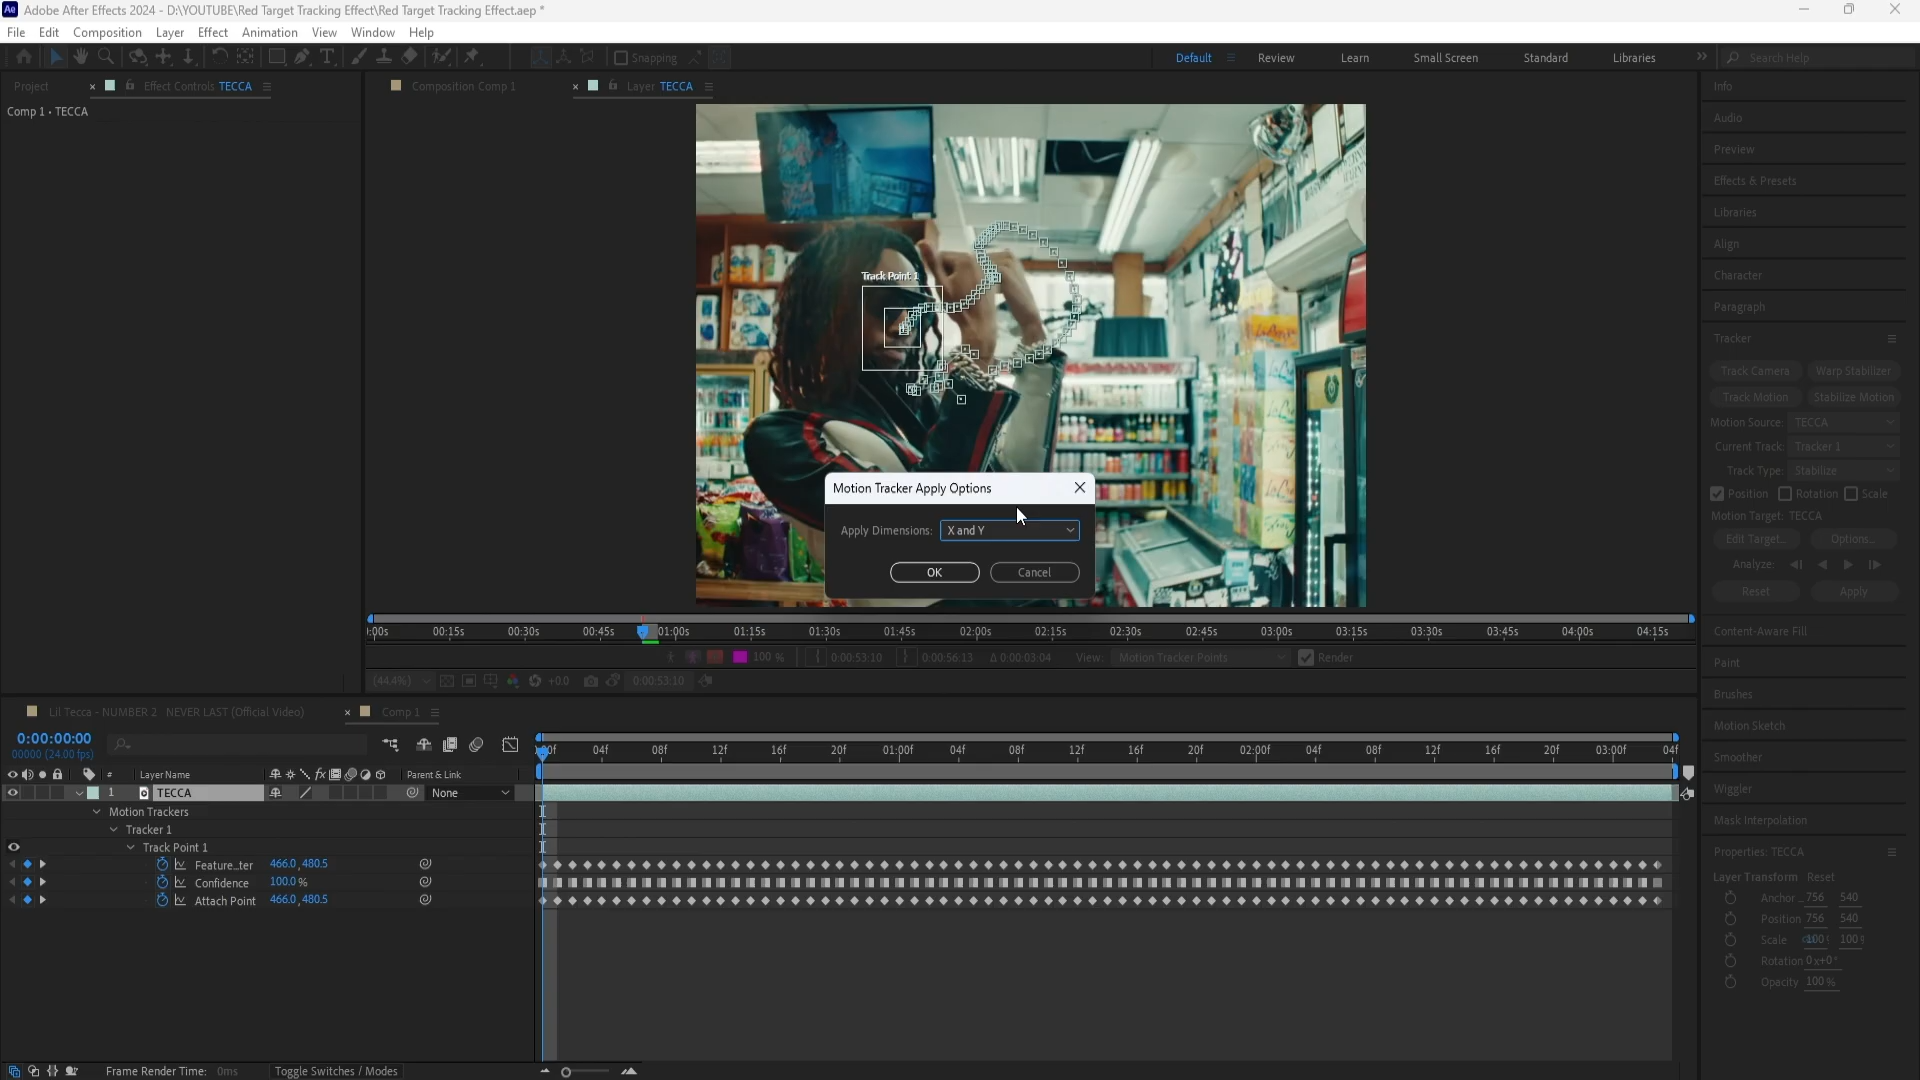 Adobe After Effects 2024 - D:\YOUTUBE\Red Target Tracking Effect\Red Target Tracking Effect.aep *
File Edit Composition Layer Effect Animation View Window Help
Snapping
Default Review Learn Small Screen Standard Libraries
Search Help
Project
Effect Controls TECCA
Comp 1 • TECCA
Composition Comp 1
Layer TECCA
Track Point 1
Motion Tracker Apply Options
Apply Dimensions: X and Y
OK Cancel
:00s 00:15s 00:30s 00:45s 01:00s 01:15s 01:30s 01:45s 02:00s 02:15s 02:30s 02:45s 03:00s 03:15s 03:30s 03:45s 04:00s 04:15s
100 % 0:00:53:10 0:00:56:13 Δ 0:00:03:04 View: Motion Tracker Points Render
(44.4%) +0.0 0:00:53:10
Info
Audio
Preview
Effects & Presets
Libraries
Align
Character
Paragraph
Tracker
Track Camera Warp Stabilizer
Track Motion Stabilize Motion
Motion Source: TECCA
Current Track: Tracker 1
Track Type: Stabilize
Position Rotation Scale
Motion Target: TECCA
Edit Target... Options...
Analyze:
Reset Apply
Content-Aware Fill
Paint
Brushes
Motion Sketch
Smoother
Wiggler
Mask Interpolation
Properties: TECCA
Layer Transform Reset
Anchor ... 756 540
Position 756 540
Scale 100 100
Rotation 0x+0°
Opacity 100 %
Lil Tecca - NUMBER 2 NEVER LAST (Official Video)
Comp 1
0:00:00:00
00000 (24.00 fps)
:00f 04f 08f 12f 16f 20f 01:00f 04f 08f 12f 16f 20f 02:00f 04f 08f 12f 16f 20f 03:00f 04f
# Layer Name Parent & Link
1 TECCA None
Motion Trackers
Tracker 1
Track Point 1
Feature...ter 466.0,480.5
Confidence 100.0 %
Attach Point 466.0,480.5
Frame Render Time: 0ms Toggle Switches / Modes